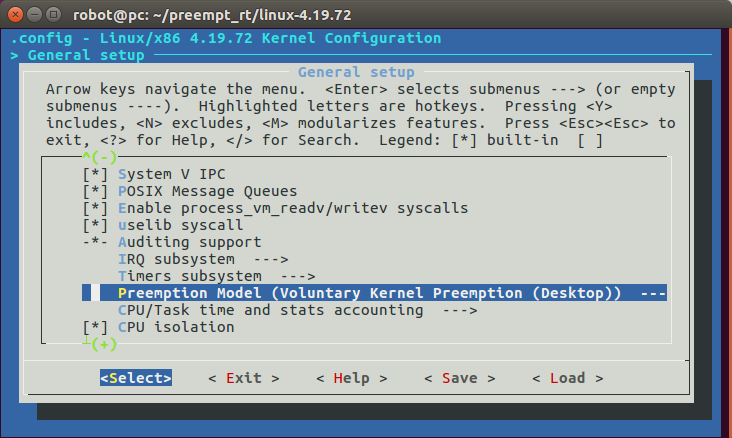 robot@pc: ~/preempt_rt/linux-4.19.72
.config - Linux/x86 4.19.72 Kernel Configuration
> General setup
General setup
Arrow keys navigate the menu.  <Enter> selects submenus ---> (or empty
submenus ----).  Highlighted letters are hotkeys.  Pressing <Y>
includes, <N> excludes, <M> modularizes features.  Press <Esc><Esc> to
exit, <?> for Help, </> for Search.  Legend: [*] built-in  [ ]
^(-)
[*] System V IPC
[*] POSIX Message Queues
[*] Enable process_vm_readv/writev syscalls
[*] uselib syscall
-*- Auditing support
IRQ subsystem  --->
Timers subsystem  --->
Preemption Model (Voluntary Kernel Preemption (Desktop))  ---
CPU/Task time and stats accounting  --->
[*] CPU isolation
(+)
<Select>    < Exit >    < Help >    < Save >    < Load >